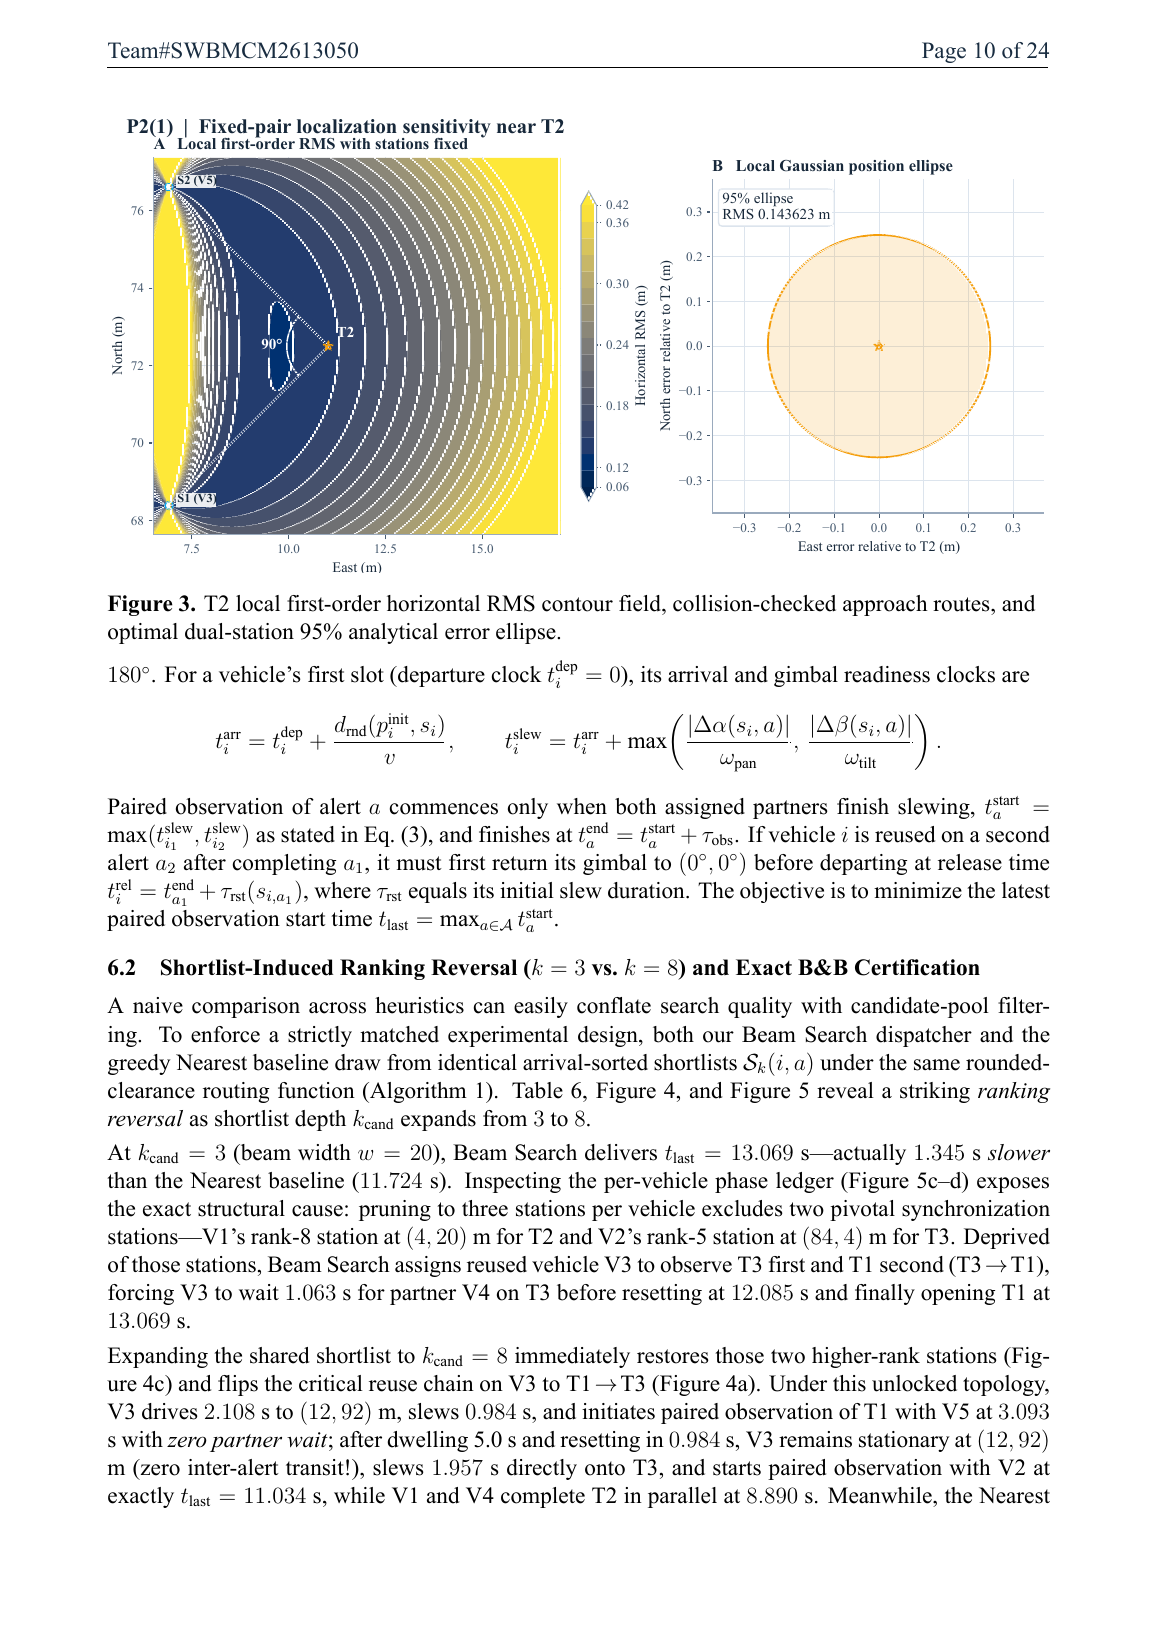 Team#SWBMCM2613050 Page 10 of 24
P2(1) | Fixed-pair localization sensitivity near T2
A Local first-order RMS with stations fixed
S2 (V5)
76
74
72
70
68
90°
T2
S1 (V3)
7.5 10.0 12.5 15.0
East (m)
North (m)
0.42
0.36
0.30
0.24
0.18
0.12
0.06
Horizontal RMS (m)
B Local Gaussian position ellipse
95% ellipse
RMS 0.143623 m
0.3
0.2
0.1
0.0
−0.1
−0.2
−0.3
North error relative to T2 (m)
−0.3 −0.2 −0.1 0.0 0.1 0.2 0.3
East error relative to T2 (m)
Figure 3. T2 local first-order horizontal RMS contour field, collision-checked approach routes, and
optimal dual-station 95% analytical error ellipse.
180°. For a vehicle’s first slot (departure clock t_i^dep = 0), its arrival and gimbal readiness clocks are
t_i^arr = t_i^dep + d_rnd(p_i^init, s_i) / v, t_i^slew = t_i^arr + max( |Δα(s_i, a)| / ω_pan , |Δβ(s_i, a)| / ω_tilt ) .
Paired observation of alert a commences only when both assigned partners finish slewing, t_a^start =
max(t_{i_1}^slew, t_{i_2}^slew) as stated in Eq. (3), and finishes at t_a^end = t_a^start + τ_obs. If vehicle i is reused on a second
alert a_2 after completing a_1, it must first return its gimbal to (0°, 0°) before departing at release time
t_i^rel = t_{a_1}^end + τ_rst(s_{i,a_1}), where τ_rst equals its initial slew duration. The objective is to minimize the latest
paired observation start time t_last = max_{a∈𝒜} t_a^start.
6.2 Shortlist-Induced Ranking Reversal (k = 3 vs. k = 8) and Exact B&B Certification
A naive comparison across heuristics can easily conflate search quality with candidate-pool filter-
ing. To enforce a strictly matched experimental design, both our Beam Search dispatcher and the
greedy Nearest baseline draw from identical arrival-sorted shortlists 𝒮_k(i, a) under the same rounded-
clearance routing function (Algorithm 1). Table 6, Figure 4, and Figure 5 reveal a striking ranking
reversal as shortlist depth k_cand expands from 3 to 8.
At k_cand = 3 (beam width w = 20), Beam Search delivers t_last = 13.069 s—actually 1.345 s slower
than the Nearest baseline (11.724 s). Inspecting the per-vehicle phase ledger (Figure 5c–d) exposes
the exact structural cause: pruning to three stations per vehicle excludes two pivotal synchronization
stations—V1’s rank-8 station at (4, 20) m for T2 and V2’s rank-5 station at (84, 4) m for T3. Deprived
of those stations, Beam Search assigns reused vehicle V3 to observe T3 first and T1 second (T3→T1),
forcing V3 to wait 1.063 s for partner V4 on T3 before resetting at 12.085 s and finally opening T1 at
13.069 s.
Expanding the shared shortlist to k_cand = 8 immediately restores those two higher-rank stations (Fig-
ure 4c) and flips the critical reuse chain on V3 to T1→T3 (Figure 4a). Under this unlocked topology,
V3 drives 2.108 s to (12, 92) m, slews 0.984 s, and initiates paired observation of T1 with V5 at 3.093
s with zero partner wait; after dwelling 5.0 s and resetting in 0.984 s, V3 remains stationary at (12, 92)
m (zero inter-alert transit!), slews 1.957 s directly onto T3, and starts paired observation with V2 at
exactly t_last = 11.034 s, while V1 and V4 complete T2 in parallel at 8.890 s. Meanwhile, the Nearest